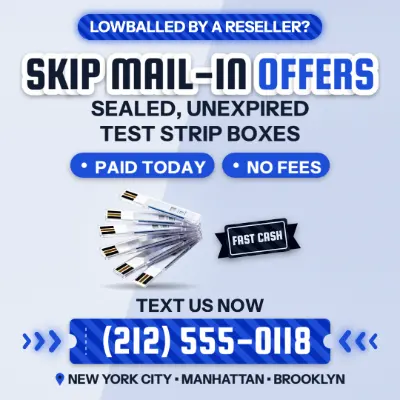 LOWBALLED BY A RESELLER?
SKIP MAIL-IN OFFERS
SEALED, UNEXPIRED
TEST STRIP BOXES
• PAID TODAY • NO FEES
FAST CASH
TEXT US NOW
(212) 555-0118
NEW YORK CITY • MANHATTAN • BROOKLYN